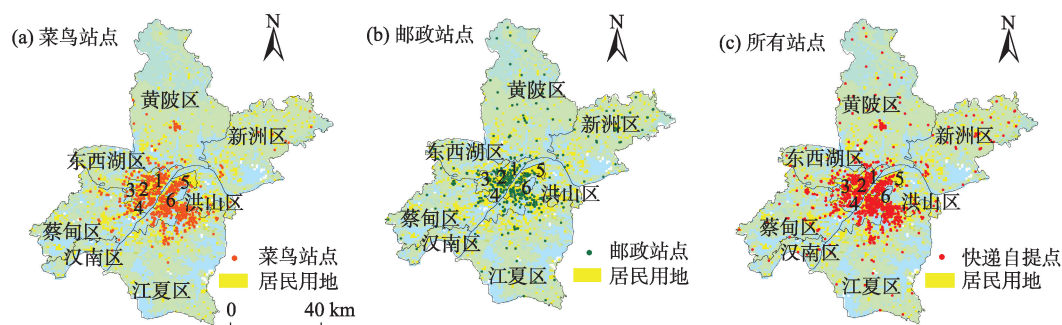 (a) 菜鸟站点
N
黄陂区
新洲区
东西湖区
1
5
3
2
6
洪山区
4
蔡甸区
汉南区
江夏区
菜鸟站点
居民用地
0 40 km
(b) 邮政站点
N
黄陂区
新洲区
东西湖区
1
5
3
2
6
洪山区
4
蔡甸区
汉南区
江夏区
邮政站点
居民用地
(c) 所有站点
N
黄陂区
新洲区
东西湖区
1
5
3
2
6
洪山区
4
蔡甸区
汉南区
江夏区
快递自提点
居民用地